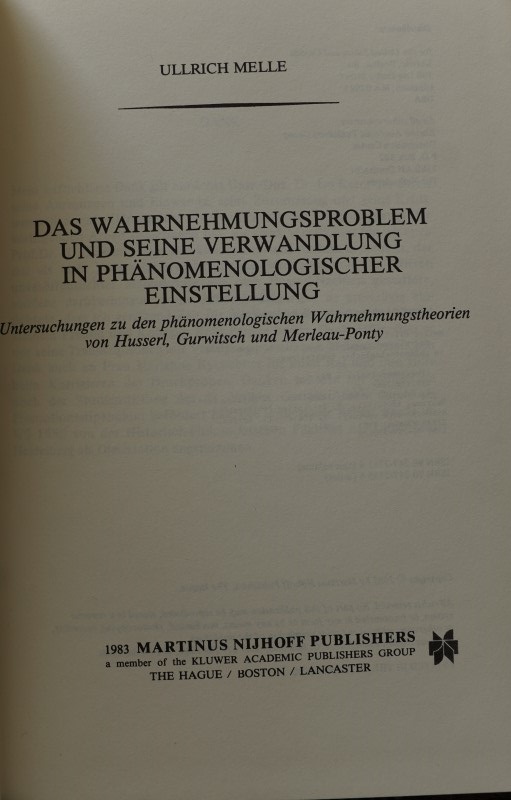 ULLRICH MELLE
DAS WAHRNEHMUNGSPROBLEM
UND SEINE VERWANDLUNG
IN PHÄNOMENOLOGISCHER
EINSTELLUNG
Untersuchungen zu den phänomenologischen Wahrnehmungstheorien
von Husserl, Gurwitsch und Merleau-Ponty
1983 MARTINUS NIJHOFF PUBLISHERS
a member of the KLUWER ACADEMIC PUBLISHERS GROUP
THE HAGUE / BOSTON / LANCASTER